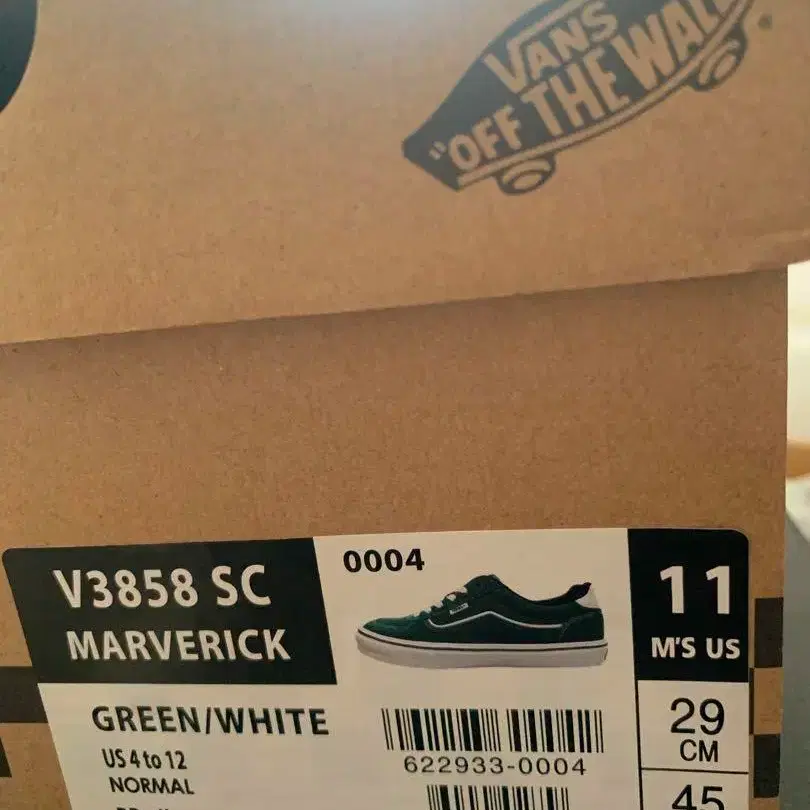 VANS
"OFF THE WALL
V3858 SC
MARVERICK
0004
11
M'S US
GREEN/WHITE
US 4 to 12
NORMAL
622933-0004
29
CM
45